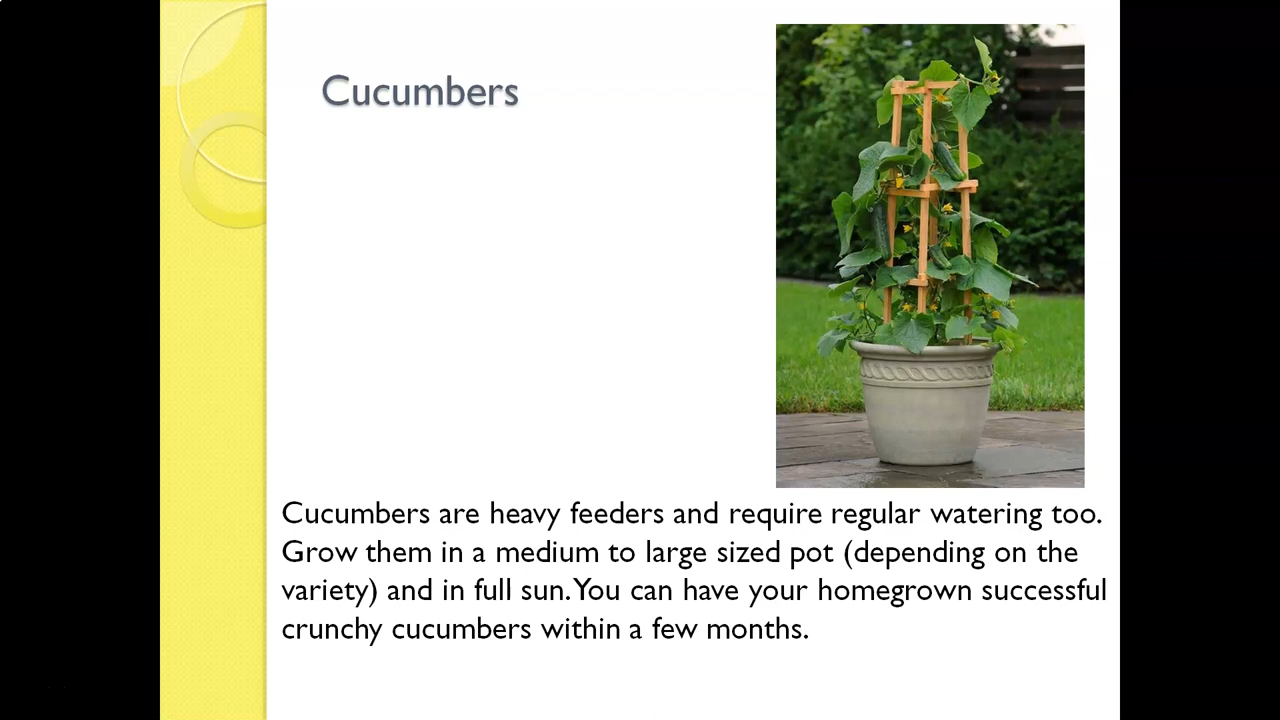 Cucumbers
Cucumbers are heavy feeders and require regular watering too.
Grow them in a medium to large sized pot (depending on the
variety) and in full sun. You can have your homegrown successful
crunchy cucumbers within a few months.